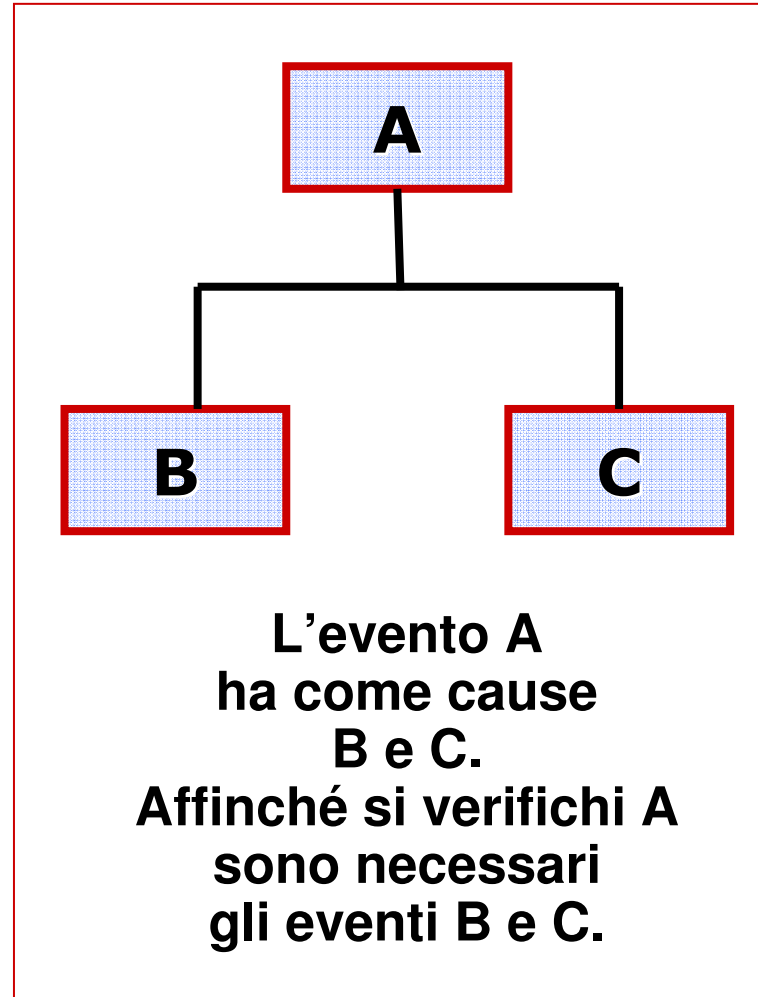 A
B
C
L’evento A
ha come cause
B e C.
Affinché si verifichi A
sono necessari
gli eventi B e C.